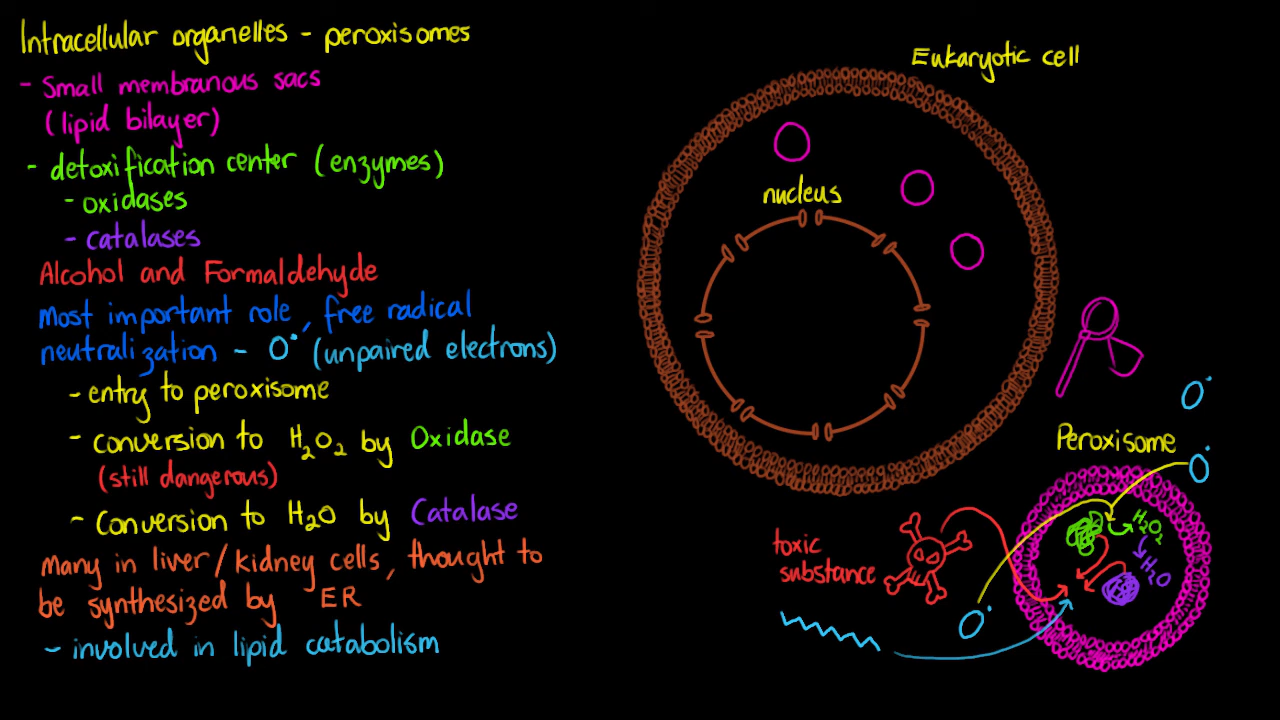 Intracellular organelles - peroxisomes
- Small membranous sacs
(lipid bilayer)
- detoxification center (enzymes)
- oxidases
- catalases
Alcohol and Formaldehyde
Most important role, free radical
neutralization - O• (unpaired electrons)
- entry to peroxisome
- conversion to H₂O₂ by Oxidase
(still dangerous)
- Conversion to H₂O by Catalase
Many in liver/kidney cells, thought to
be synthesized by ER
- involved in lipid catabolism
Eukaryotic cell
nucleus
O•
Peroxisome
O•
H₂O₂
H₂O
toxic
substance
O•